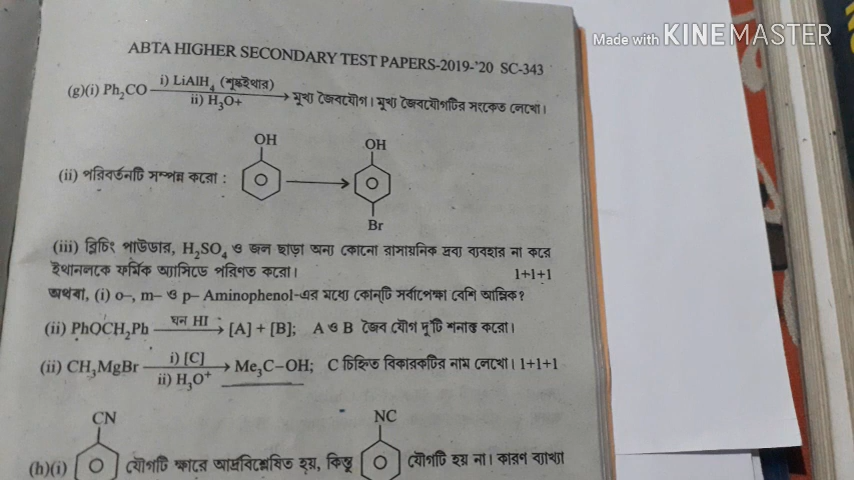 Made with KINEMASTER
ABTA HIGHER SECONDARY TEST PAPERS-2019-'20 SC-343
(g)(i) Ph₂CO i) LiAlH₄ (শুষ্কইথার) ii) H₃O+ → মুখ্য জৈবযৌগ। মুখ্য জৈবযৌগটির সংকেত লেখো।
OH OH
(ii) পরিবর্তনটি সম্পন্ন করো : →
Br
(iii) ব্লিচিং পাউডার, H₂SO₄ ও জল ছাড়া অন্য কোনো রাসায়নিক দ্রব্য ব্যবহার না করে
ইথানলকে ফর্মিক অ্যাসিডে পরিণত করো। 1+1+1
অথবা, (i) o–, m– ও p– Aminophenol-এর মধ্যে কোন্‌টি সর্বাপেক্ষা বেশি আম্লিক?
(ii) PhOCH₂Ph ঘন HI → [A] + [B]; A ও B জৈব যৌগ দুটি শনাক্ত করো।
(ii) CH₃MgBr i) [C] ii) H₃O⁺ → Me₃C–OH; C চিহ্নিত বিকারকটির নাম লেখো। 1+1+1
CN NC
(h)(i) যৌগটি ক্ষারে আর্দ্রবিশ্লেষিত হয়, কিন্তু যৌগটি হয় না। কারণ ব্যাখ্যা